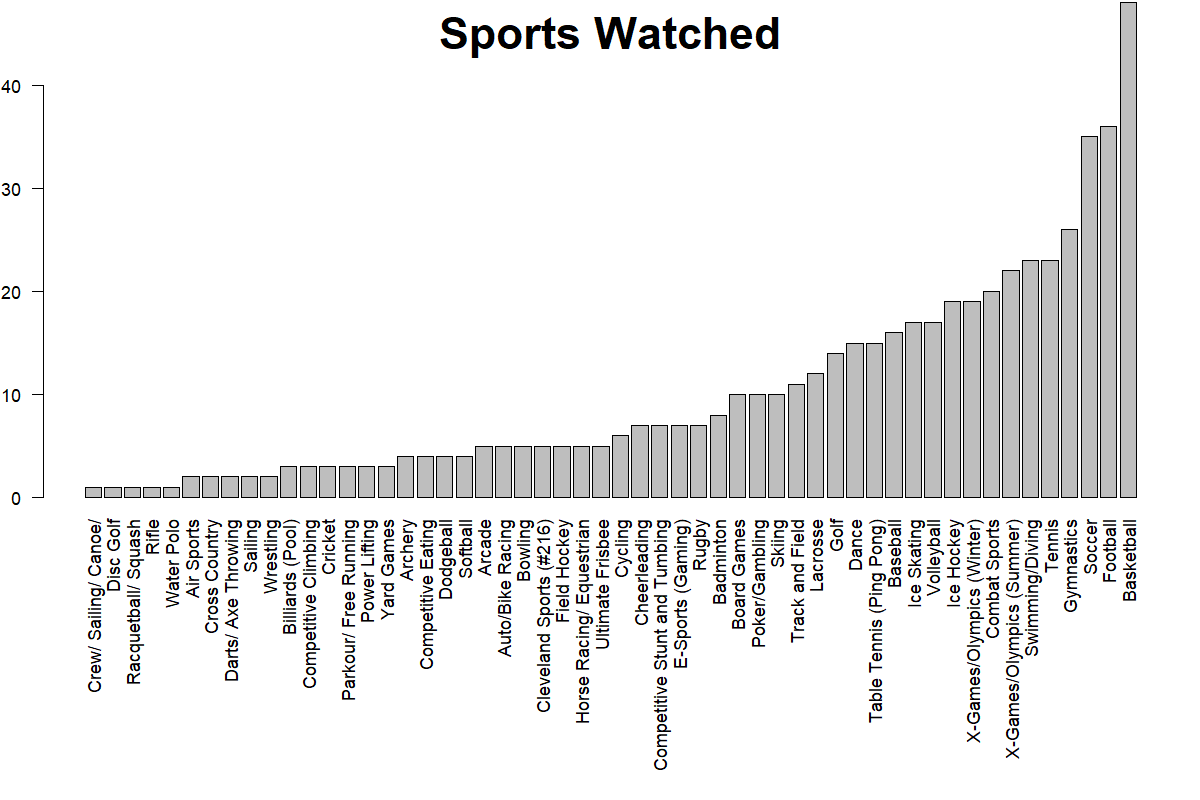 Sports Watched
40
30
20
10
0
Crew/ Sailing/ Canoe/
Disc Golf
Racquetball/ Squash
Rifle
Water Polo
Air Sports
Cross Country
Darts/ Axe Throwing
Sailing
Wrestling
Billiards (Pool)
Competitive Climbing
Cricket
Parkour/ Free Running
Power Lifting
Yard Games
Archery
Competitive Eating
Dodgeball
Softball
Arcade
Auto/Bike Racing
Bowling
Cleveland Sports (#216)
Field Hockey
Horse Racing/ Equestrian
Ultimate Frisbee
Cycling
Cheerleading
Competitive Stunt and Tumbling
E-Sports (Gaming)
Rugby
Badminton
Board Games
Poker/Gambling
Skiing
Track and Field
Lacrosse
Golf
Dance
Table Tennis (Ping Pong)
Baseball
Ice Skating
Volleyball
Ice Hockey
X-Games/Olympics (Winter)
Combat Sports
X-Games/Olympics (Summer)
Swimming/Diving
Tennis
Gymnastics
Soccer
Football
Basketball